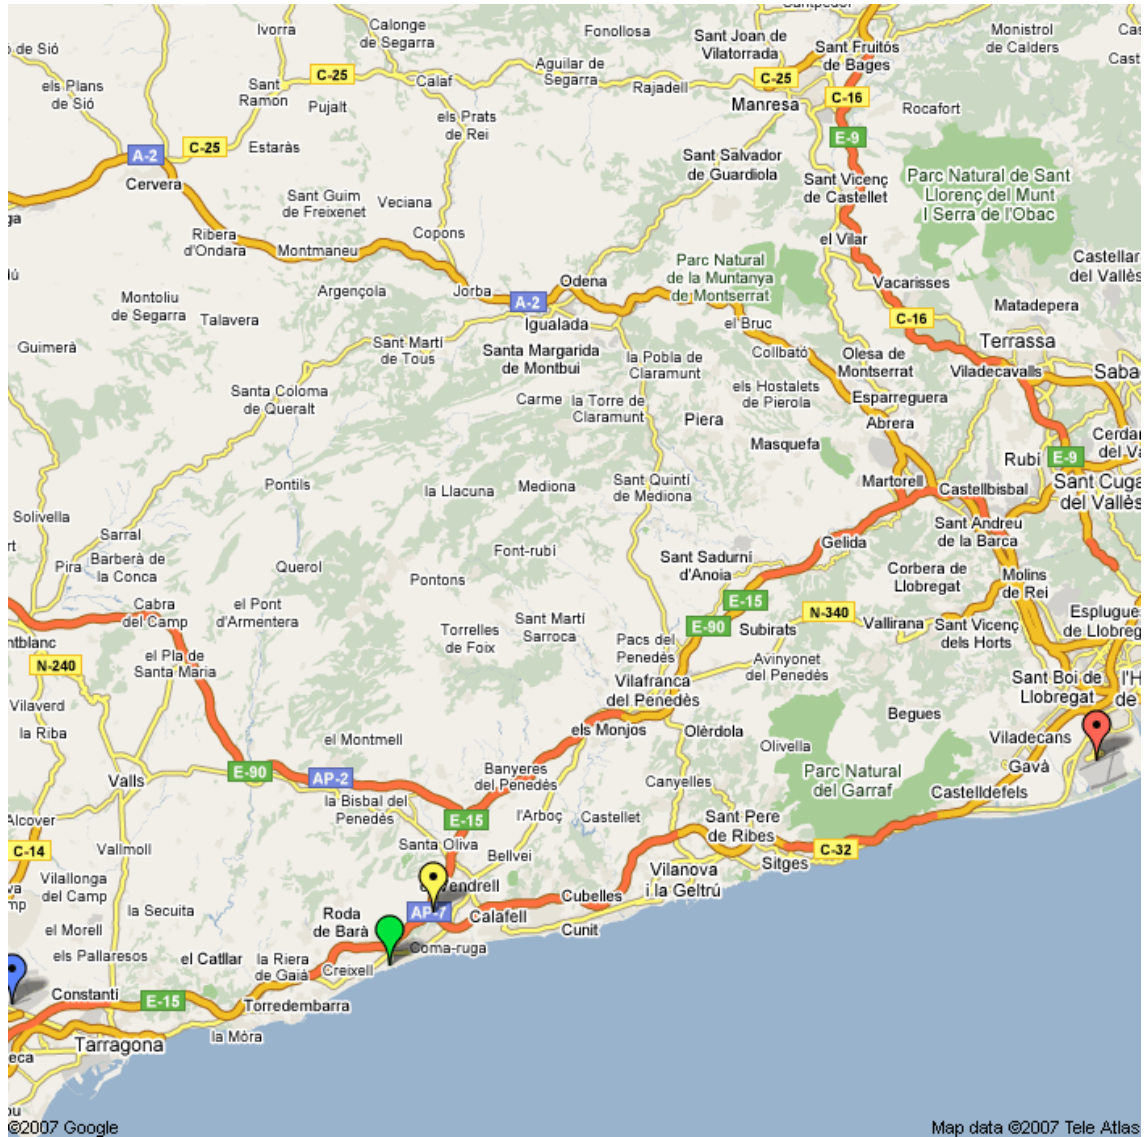 Ivorra
Calonge
de Segarra
Fonollosa
Sant Joan de
Vilatorrada
Sant Fruitós
de Bages
Monistrol
de Calders
de Sió
els Plans
de Sió
Sant
Ramon
C-25
Pujalt
Calaf
Aguilar de
Segarra
Rajadell
C-25
Manresa
C-16
Rocafort
els Prats
de Rei
E-9
A-2
C-25
Estaràs
Cervera
Sant Salvador
de Guardiola
Sant Vicenç
de Castellet
Parc Natural de Sant
Llorenç del Munt
I Serra de l'Obac
Sant Guim
de Freixenet
Veciana
Ribera
d'Ondara
Montmaneu
Copons
el Vilar
Parc Natural
de la Muntanya
de Montserrat
Castellar
del Vallès
Argençola
Jorba
A-2
Odena
Vacarisses
Montoliu
de Segarra
Talavera
Igualada
el Bruc
C-16
Matadepera
Guimerà
Sant Martí
de Tous
Santa Margarida
de Montbui
la Pobla de
Claramunt
Collbató
Olesa de
Montserrat
Terrassa
Viladecavalls
Santa Coloma
de Queralt
Carme
la Torre de
Claramunt
els Hostalets
de Pierola
Esparreguera
Piera
Abrera
Masquefa
Rubí
E-9
Pontils
la Llacuna
Mediona
Sant Quintí
de Mediona
Martorell
Castellbisbal
Sant Cuga
del Vallès
Solivella
Sarral
Sant Andreu
de la Barca
Gelida
Pira
Barberà de
la Conca
Querol
Font-rubí
Pontons
Sant Sadurní
d'Anoia
Corbera de
Llobregat
Molins
de Rei
Cabra
del Camp
el Pont
d'Armentera
Sant Martí
Sarroca
E-15
N-340
Vallirana
Esplugues
de Llobreg
ntblanc
Torrelles
de Foix
Pacs del
Penedès
E-90
Subirats
Sant Vicenç
dels Horts
N-240
el Pla de
Santa Maria
Avinyonet
del Penedès
Vilafranca
del Penedès
Sant Boi de
Llobregat
Vilaverd
la Riba
els Monjos
Olèrdola
Begues
Viladecans
el Montmell
Olivella
Gavà
Valls
E-90
AP-2
Banyeres
del Penedès
Canyelles
Parc Natural
del Garraf
Castelldefels
la Bisbal del
Penedès
Alcover
E-15
l'Arboç
Castellet
Sant Pere
de Ribes
C-14
Vallmoll
Santa Oliva
Bellvei
Sitges
C-32
Vilallonga
del Camp
Vilanova
i la Geltrú
Cubelles
la Secuita
Roda
de Barà
AP-7
Calafell
Cunit
el Morell
els Pallaresos
el Catllar
la Riera
de Gaià
Creixell
Coma-ruga
Constantí
E-15
Torredembarra
Tarragona
la Móra
©2007 Google
Map data ©2007 Tele Atlas